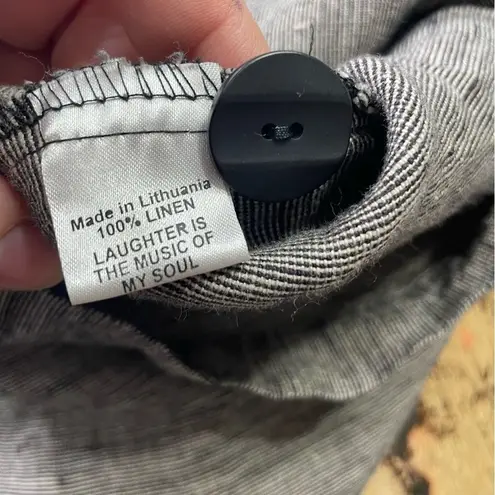 Made in Lithuania
100% LINEN
LAUGHTER IS
THE MUSIC OF
MY SOUL